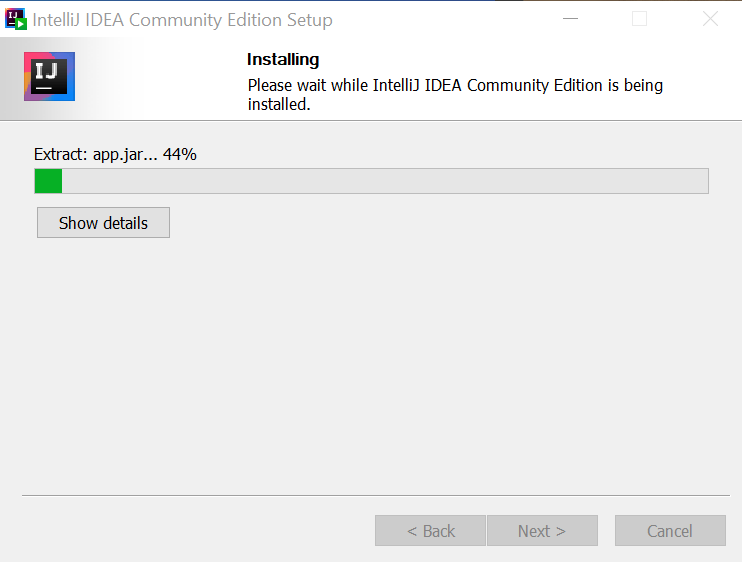 IntelliJ IDEA Community Edition Setup
IJ
Installing
Please wait while IntelliJ IDEA Community Edition is being
installed.
Extract: app.jar... 44%
Show details
< Back
Next >
Cancel